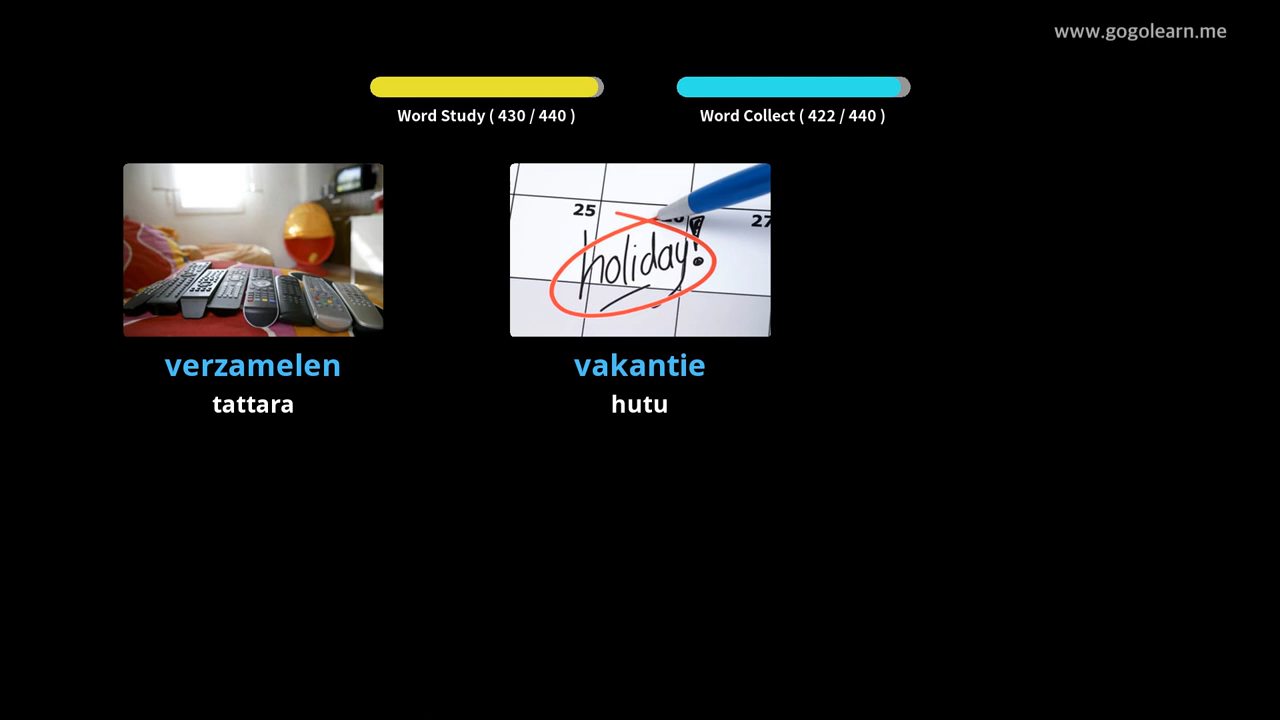 www.gogolearn.me
Word Study ( 430 / 440 )
Word Collect ( 422 / 440 )
25
27
holiday!
verzamelen
vakantie
tattara
hutu